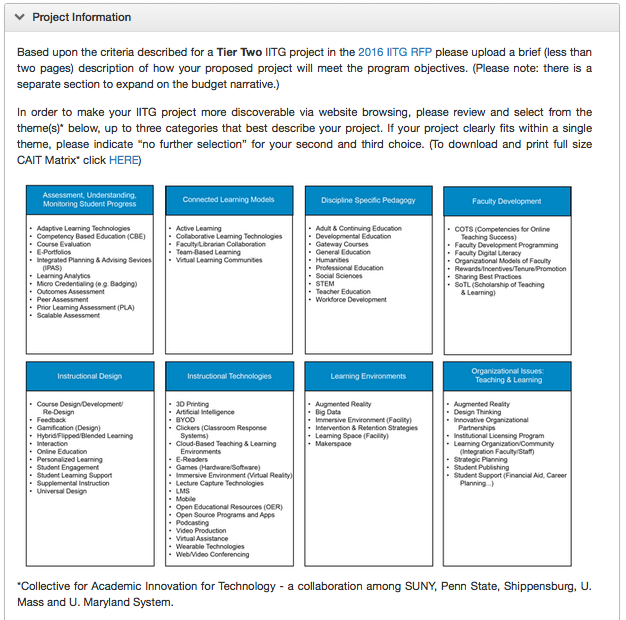 Project Information
Based upon the criteria described for a Tier Two IITG project in the 2016 IITG RFP please upload a brief (less than
two pages) description of how your proposed project will meet the program objectives. (Please note: there is a
separate section to expand on the budget narrative.)
In order to make your IITG project more discoverable via website browsing, please review and select from the
theme(s)* below, up to three categories that best describe your project. If your project clearly fits within a single
theme, please indicate “no further selection” for your second and third choice. (To download and print full size
CAIT Matrix* click HERE)
Assessment, Understanding,
Monitoring Student Progress
• Adaptive Learning Technologies
• Competency Based Education (CBE)
• Course Evaluation
• E-Portfolios
• Integrated Planning & Advising Sevices
(IPAS)
• Learning Analytics
• Micro Credentialing (e.g. Badging)
• Outcomes Assessment
• Peer Assessment
• Prior Learning Assessment (PLA)
• Scalable Assessment
Connected Learning Models
• Active Learning
• Collaborative Learning Technologies
• Faculty/Librarian Collaboration
• Team-Based Learning
• Virtual Learning Communities
Discipline Specific Pedagogy
• Adult & Continuing Education
• Developmental Education
• Gateway Courses
• General Education
• Humanities
• Professional Education
• Social Sciences
• STEM
• Teacher Education
• Workforce Development
Faculty Development
• COTS (Competencies for Online
Teaching Success)
• Faculty Development Programming
• Faculty Digital Literacy
• Organizational Models of Faculty
• Rewards/Incentives/Tenure/Promotion
• Sharing Best Practices
• SoTL (Scholarship of Teaching
& Learning)
Instructional Design
• Course Design/Development/
Re-Design
• Feedback
• Gamification (Design)
• Hybrid/Flipped/Blended Learning
• Interaction
• Online Education
• Personalized Learning
• Student Engagement
• Student Learning Support
• Supplemental Instruction
• Universal Design
Instructional Technologies
• 3D Printing
• Artificial Intelligence
• BYOD
• Clickers (Classroom Response
Systems)
• Cloud-Based Teaching & Learning
Environments
• E-Readers
• Games (Hardware/Software)
• Immersive Environment (Virtual Reality)
• Lecture Capture Technologies
• LMS
• Mobile
• Open Educational Resources (OER)
• Open Source Programs and Apps
• Podcasting
• Video Production
• Virtual Assistance
• Wearable Technologies
• Web/Video Conferencing
Learning Environments
• Augmented Reality
• Big Data
• Immersive Environment (Facility)
• Intervention & Retention Strategies
• Learning Space (Facility)
• Makerspace
Organizational Issues:
Teaching & Learning
• Augmented Reality
• Design Thinking
• Innovative Organizational
Partnerships
• Institutional Licensing Program
• Learning Organization/Community
(Integration Faculty/Staff)
• Strategic Planning
• Student Publishing
• Student Support (Financial Aid, Career
Planning...)
*Collective for Academic Innovation for Technology - a collaboration among SUNY, Penn State, Shippensburg, U.
Mass and U. Maryland System.